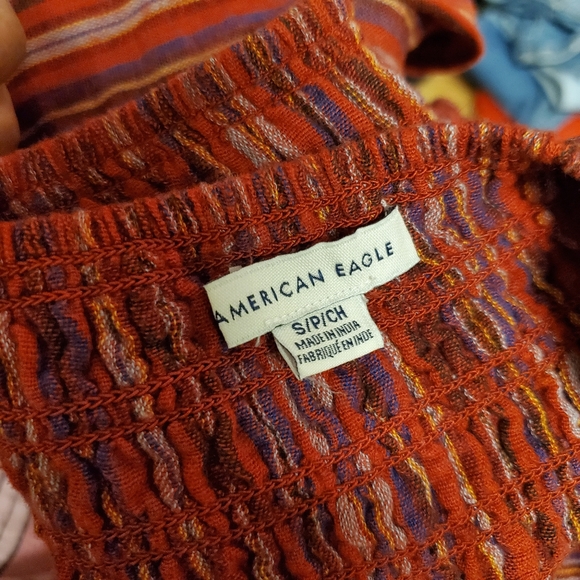 AMERICAN EAGLE
S/P/CH
MADE IN INDIA
FABRIQUÉ EN INDE